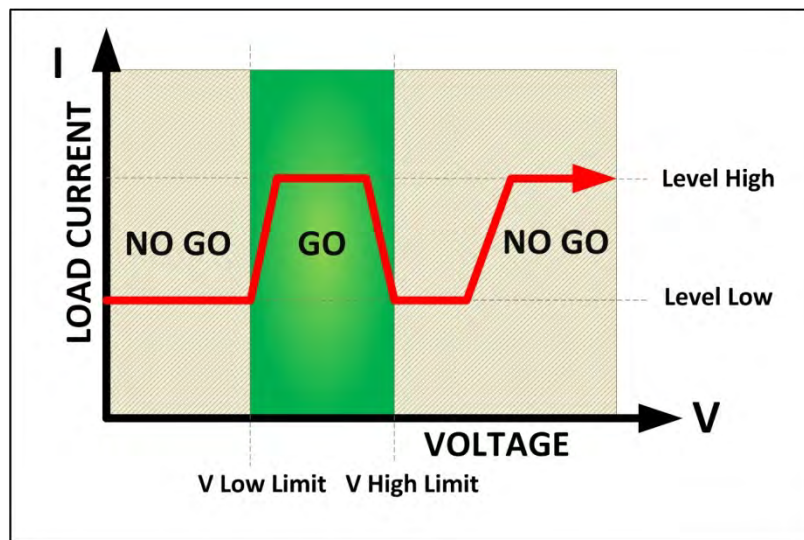 I
LOAD CURRENT
NO GO
GO
NO GO
Level High
Level Low
V
VOLTAGE
V Low Limit
V High Limit